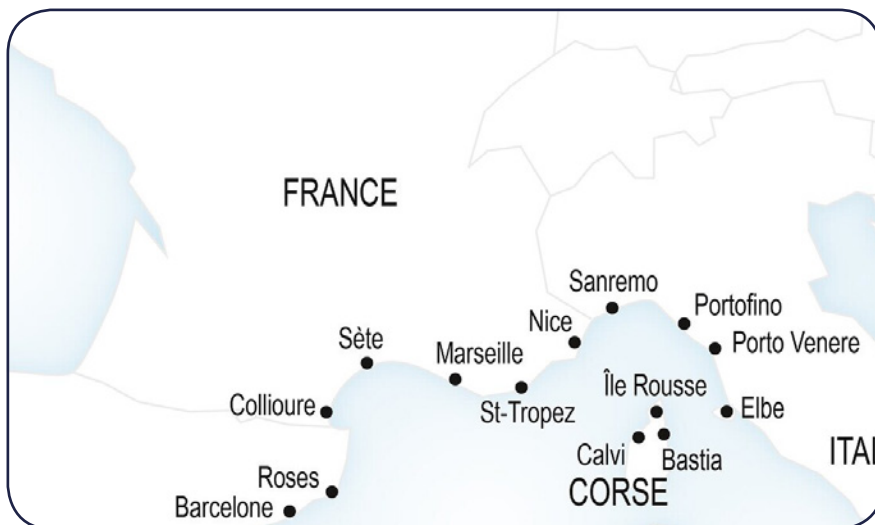 FRANCE
Sanremo
Portofino
Nice
Porto Venere
Sète
Marseille
Île Rousse
St-Tropez
Collioure
Elbe
Calvi
Bastia
ITAI
Roses
CORSE
Barcelone